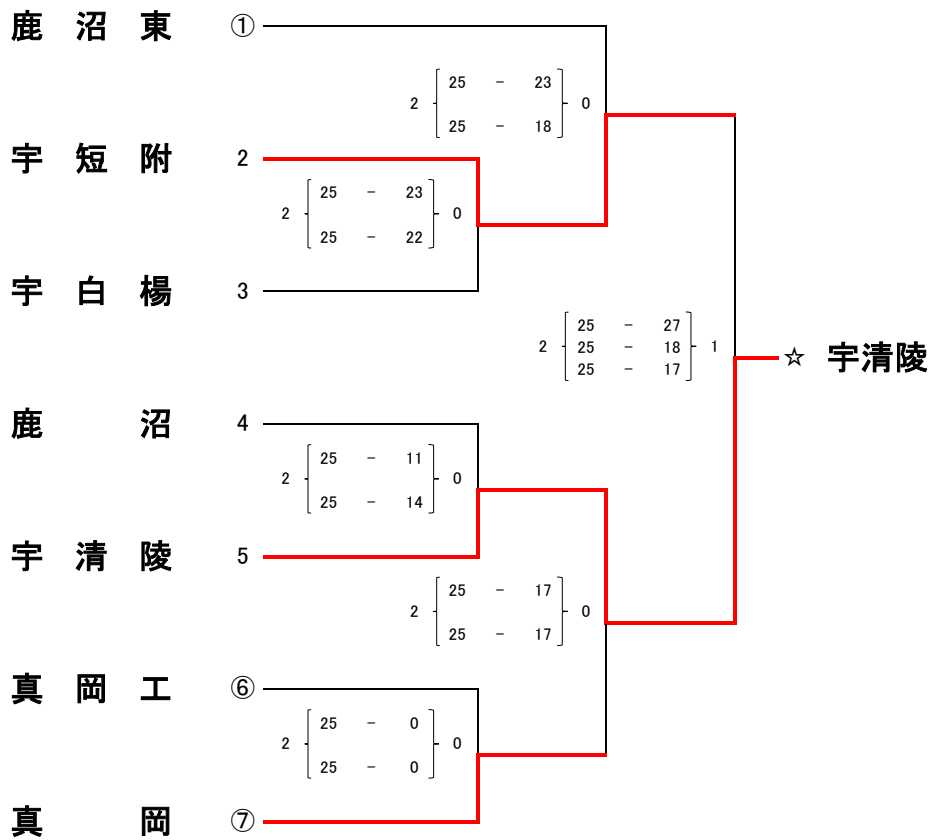 鹿沼東 ①
25 － 23
2 0
25 － 18
宇短附 2
25 － 23
2 0
25 － 22
宇白楊 3
25 － 27
2 25 － 18 1
25 － 17
☆ 宇清陵
鹿沼 4
25 － 11
2 0
25 － 14
宇清陵 5
25 － 17
2 0
25 － 17
真岡工 ⑥
25 － 0
2 0
25 － 0
真岡 ⑦